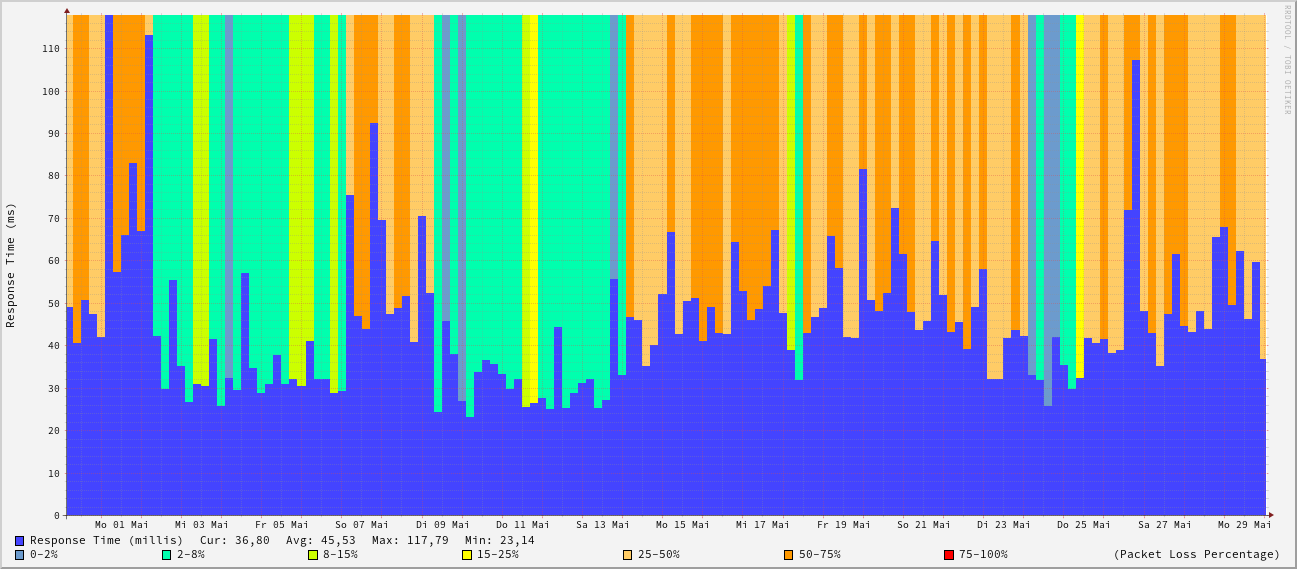 RRDTOOL / TOBI OETIKER
Response Time (ms)
110
100
90
80
70
60
50
40
30
20
10
0
Mo 01 Mai Mi 03 Mai Fr 05 Mai So 07 Mai Di 09 Mai Do 11 Mai Sa 13 Mai Mo 15 Mai Mi 17 Mai Fr 19 Mai So 21 Mai Di 23 Mai Do 25 Mai Sa 27 Mai Mo 29 Mai
Response Time (millis) Cur: 36,80 Avg: 45,53 Max: 117,79 Min: 23,14
0-2% 2-8% 8-15% 15-25% 25-50% 50-75% 75-100% (Packet Loss Percentage)